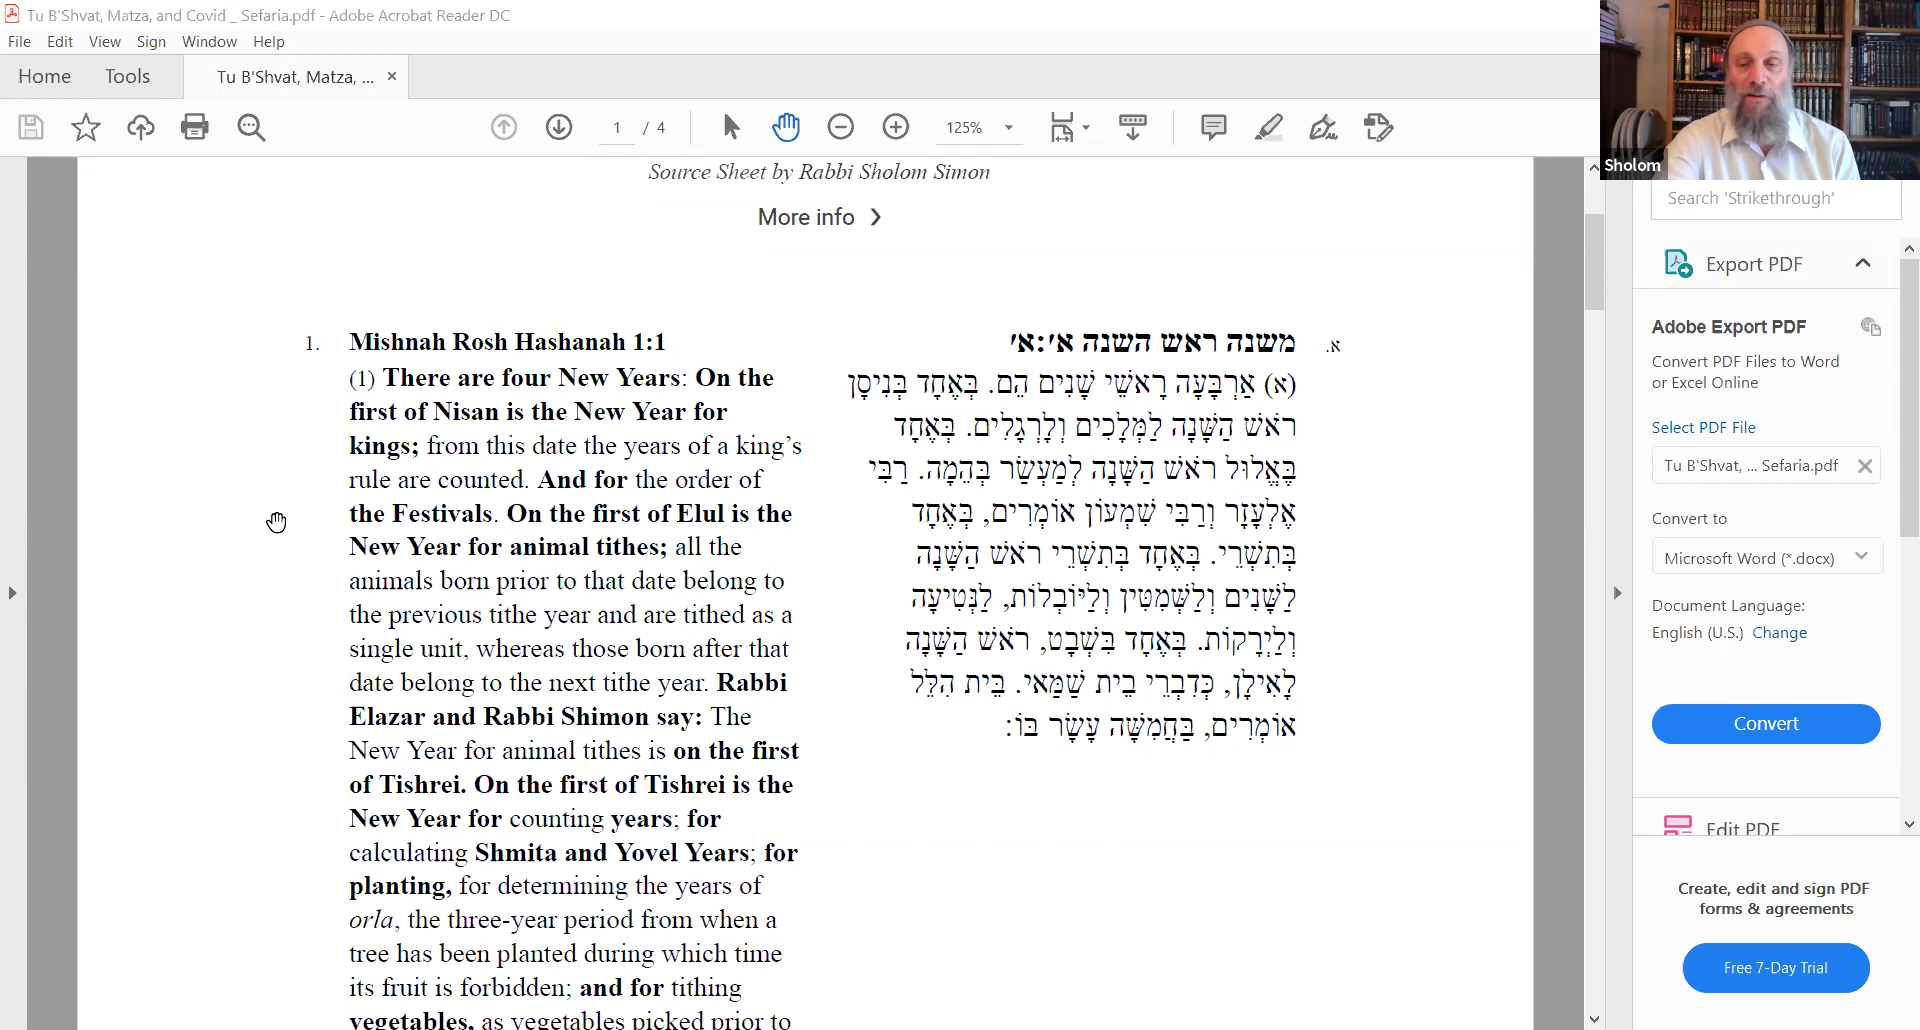 Tu B'Shvat, Matza, and Covid _ Sefaria.pdf - Adobe Acrobat Reader DC
File Edit View Sign Window Help
Home Tools Tu B'Shvat, Matza, ... ×
1 / 4 125%
Sholom
Source Sheet by Rabbi Sholom Simon
More info
1. Mishnah Rosh Hashanah 1:1
(1) There are four New Years: On the
first of Nisan is the New Year for
kings; from this date the years of a king’s
rule are counted. And for the order of
the Festivals. On the first of Elul is the
New Year for animal tithes; all the
animals born prior to that date belong to
the previous tithe year and are tithed as a
single unit, whereas those born after that
date belong to the next tithe year. Rabbi
Elazar and Rabbi Shimon say: The
New Year for animal tithes is on the first
of Tishrei. On the first of Tishrei is the
New Year for counting years; for
calculating Shmita and Yovel Years; for
planting, for determining the years of
orla, the three-year period from when a
tree has been planted during which time
its fruit is forbidden; and for tithing
vegetables, as vegetables picked prior to
א. משנה ראש השנה א׳:א׳
(א) אַרְבָּעָה רָאשֵׁי שָׁנִים הֵם. בְּאֶחָד בְּנִיסָן
רֹאשׁ הַשָּׁנָה לַמְּלָכִים וְלָרְגָלִים. בְּאֶחָד
בֶּאֱלוּל רֹאשׁ הַשָּׁנָה לְמַעְשַׂר בְּהֵמָה. רַבִּי
אֶלְעָזָר וְרַבִּי שִׁמְעוֹן אוֹמְרִים, בְּאֶחָד
בְּתִשְׁרֵי. בְּאֶחָד בְּתִשְׁרֵי רֹאשׁ הַשָּׁנָה
לַשָּׁנִים וְלַשְּׁמִטִּין וְלַיּוֹבְלוֹת, לַנְּטִיעָה
וְלַיְרָקוֹת. בְּאֶחָד בִּשְׁבָט, רֹאשׁ הַשָּׁנָה
לָאִילָן, כְּדִבְרֵי בֵית שַׁמַּאי. בֵּית הִלֵּל
אוֹמְרִים, בַּחֲמִשָּׁה עָשָׂר בּוֹ:
Search 'Strikethrough'
Export PDF
Adobe Export PDF
Convert PDF Files to Word
or Excel Online
Select PDF File
Tu B'Shvat, ... Sefaria.pdf
Convert to
Microsoft Word (*.docx)
Document Language:
English (U.S.) Change
Convert
Edit PDF
Create, edit and sign PDF
forms & agreements
Free 7-Day Trial